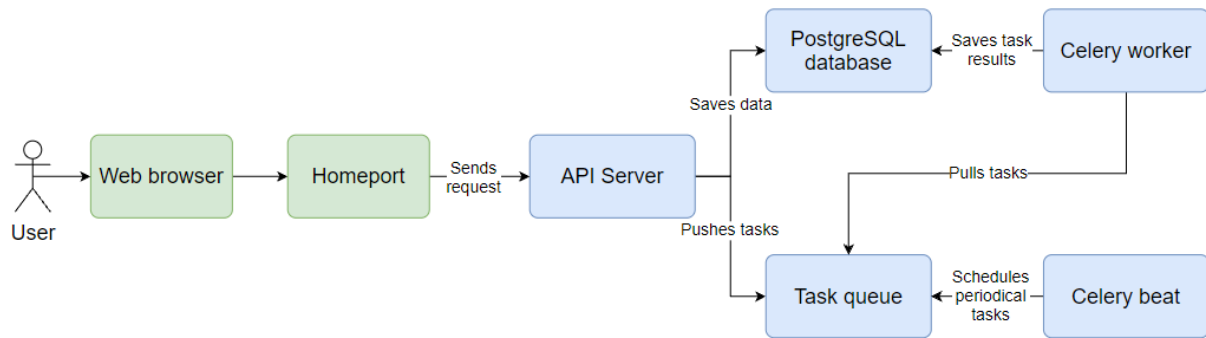 PostgreSQL
database
Saves task
results
Celery worker
Saves data
Web browser
Homeport
Sends
request
API Server
Pulls tasks
User
Pushes tasks
Task queue
Schedules
periodical
tasks
Celery beat